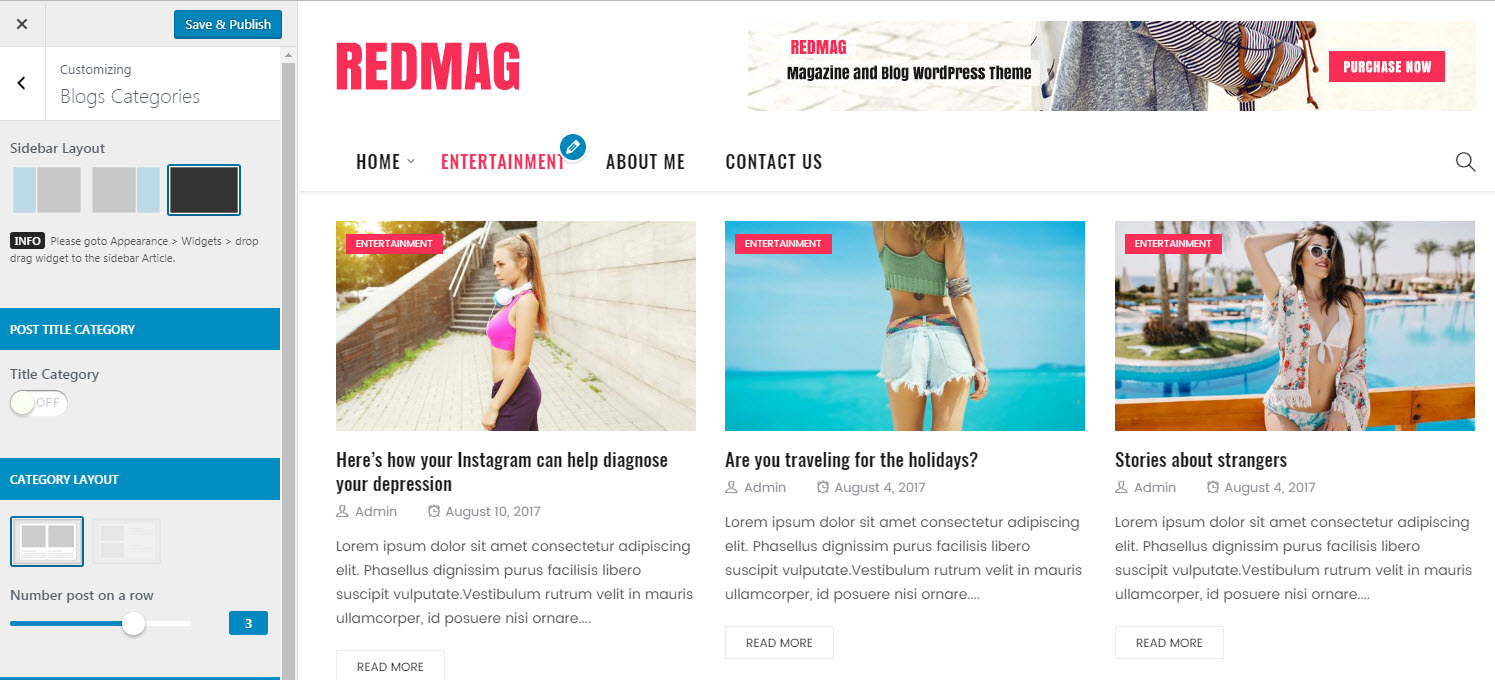 Save & Publish
Customizing
Blogs Categories
Sidebar Layout
INFO Please goto Appearance > Widgets > drop
drag widget to the sidebar Article.
POST TITLE CATEGORY
Title Category
OFF
CATEGORY LAYOUT
Number post on a row
3
REDMAG
REDMAG
Magazine and Blog WordPress Theme
PURCHASE NOW
HOME
ENTERTAINMENT
ABOUT ME
CONTACT US
ENTERTAINMENT
Here’s how your Instagram can help diagnose
your depression
Admin
August 10, 2017
Lorem ipsum dolor sit amet consectetur adipiscing
elit. Phasellus dignissim purus facilisis libero
suscipit vulputate.Vestibulum rutrum velit in mauris
ullamcorper, id posuere nisi ornare....
READ MORE
ENTERTAINMENT
Are you traveling for the holidays?
Admin
August 4, 2017
Lorem ipsum dolor sit amet consectetur adipiscing
elit. Phasellus dignissim purus facilisis libero
suscipit vulputate.Vestibulum rutrum velit in mauris
ullamcorper, id posuere nisi ornare....
READ MORE
ENTERTAINMENT
Stories about strangers
Admin
August 4, 2017
Lorem ipsum dolor sit amet consectetur adipiscing
elit. Phasellus dignissim purus facilisis libero
suscipit vulputate.Vestibulum rutrum velit in mauris
ullamcorper, id posuere nisi ornare....
READ MORE